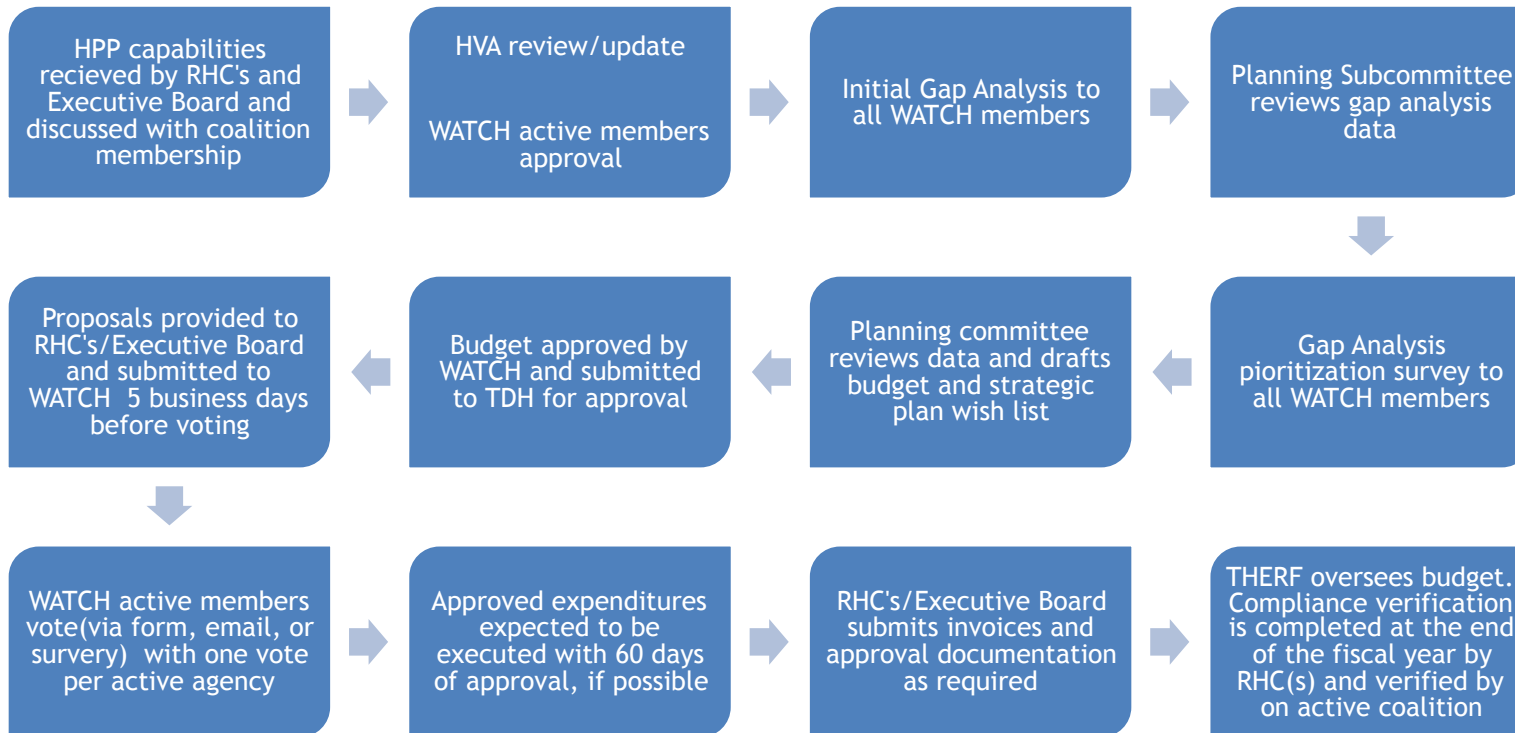 HPP capabilities
recieved by RHC's and
Executive Board and
discussed with coalition
membership
HVA review/update
WATCH active members
approval
Initial Gap Analysis to
all WATCH members
Planning Subcommittee
reviews gap analysis
data
Gap Analysis
pioritization survey to
all WATCH members
Planning committee
reviews data and drafts
budget and strategic
plan wish list
Budget approved by
WATCH and submitted
to TDH for approval
Proposals provided to
RHC's/Executive Board
and submitted to
WATCH 5 business days
before voting
WATCH active members
vote(via form, email, or
survery) with one vote
per active agency
Approved expenditures
expected to be
executed with 60 days
of approval, if possible
RHC's/Executive Board
submits invoices and
approval documentation
as required
THERF oversees budget.
Compliance verification
is completed at the end
of the fiscal year by
RHC(s) and verified by
on active coalition